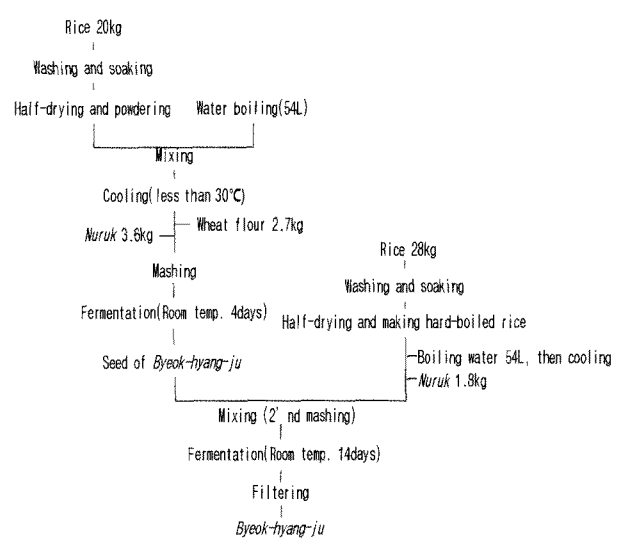 Rice 20kg
Washing and soaking
Half-drying and powdering
Water boiling(54L)
Mixing
Cooling(less than 30℃)
Wheat flour 2.7kg
Nuruk 3.6kg
Mashing
Fermentation(Room temp. 4days)
Seed of Byeok-hyang-ju
Rice 28kg
Washing and soaking
Half-drying and making hard-boiled rice
Boiling water 54L, then cooling
Nuruk 1.8kg
Mixing (2' nd mashing)
Fermentation(Room temp. 14days)
Filtering
Byeok-hyang-ju